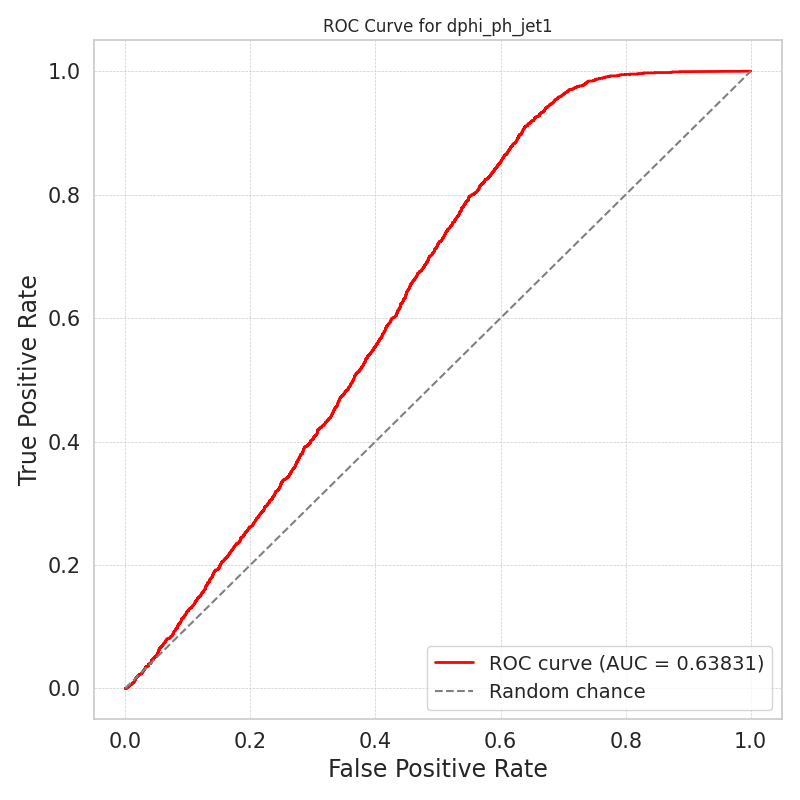 ROC Curve for dphi_ph_jet1
1.0
0.8
0.6
0.4
0.2
0.0
True Positive Rate
0.0 0.2 0.4 0.6 0.8 1.0
False Positive Rate
ROC curve (AUC = 0.63831)
Random chance